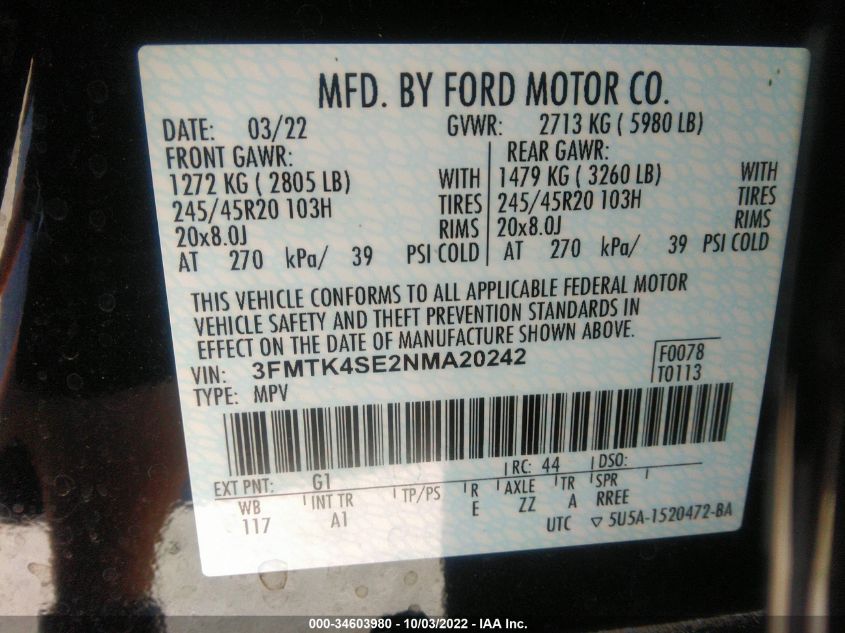 MFD. BY FORD MOTOR CO.
DATE: 03/22 GVWR: 2713 KG ( 5980 LB)
FRONT GAWR: REAR GAWR:
1272 KG ( 2805 LB) WITH 1479 KG ( 3260 LB) WITH
245/45R20 103H TIRES 245/45R20 103H TIRES
20x8.0J RIMS 20x8.0J RIMS
AT 270 kPa/ 39 PSI COLD AT 270 kPa/ 39 PSI COLD
THIS VEHICLE CONFORMS TO ALL APPLICABLE FEDERAL MOTOR
VEHICLE SAFETY AND THEFT PREVENTION STANDARDS IN
EFFECT ON THE DATE OF MANUFACTURE SHOWN ABOVE.
VIN: 3FMTK4SE2NMA20242 F0078
TYPE: MPV T0113
EXT PNT: G1 RC: 44 DSO:
WB INT TR TP/PS R AXLE TR SPR
117 A1 E ZZ A RREE
UTC ▽ 5U5A-1520472-BA
000-34603980 - 10/03/2022 - IAA Inc.